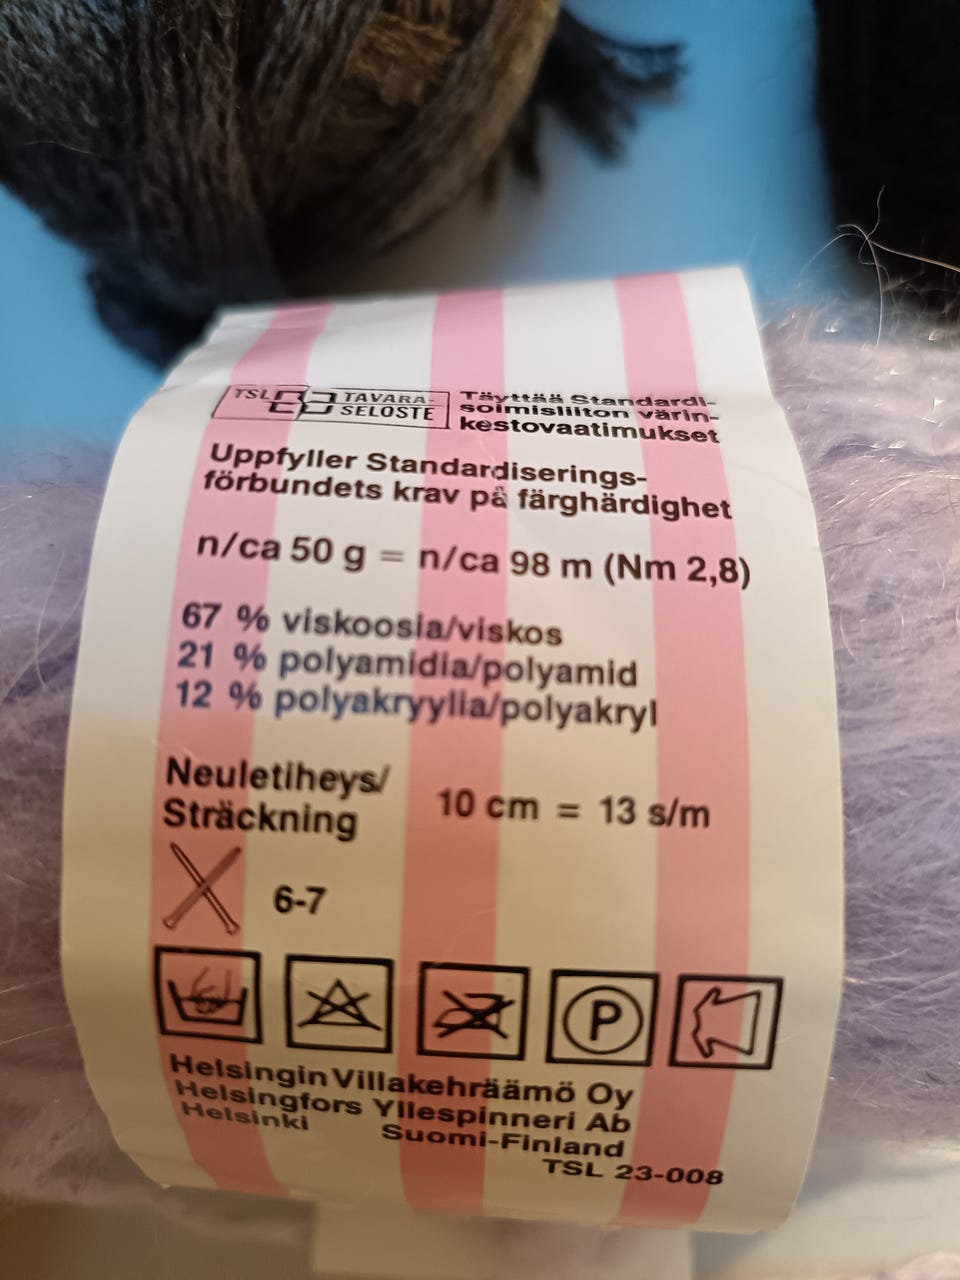 TSL TAVARA-
SELOSTE
Täyttää Standardi-
soimisliiton värin-
kestovaatimukset
Uppfyller Standardiserings-
förbundets krav på färghärdighet
n/ca 50 g = n/ca 98 m (Nm 2,8)
67 % viskoosia/viskos
21 % polyamidia/polyamid
12 % polyakryylia/polyakryl
Neuletiheys/
Sträckning
10 cm = 13 s/m
6-7
P
Helsingin Villakehräämö Oy
Helsingfors Yllespinneri Ab
Helsinki Suomi-Finland
TSL 23-008